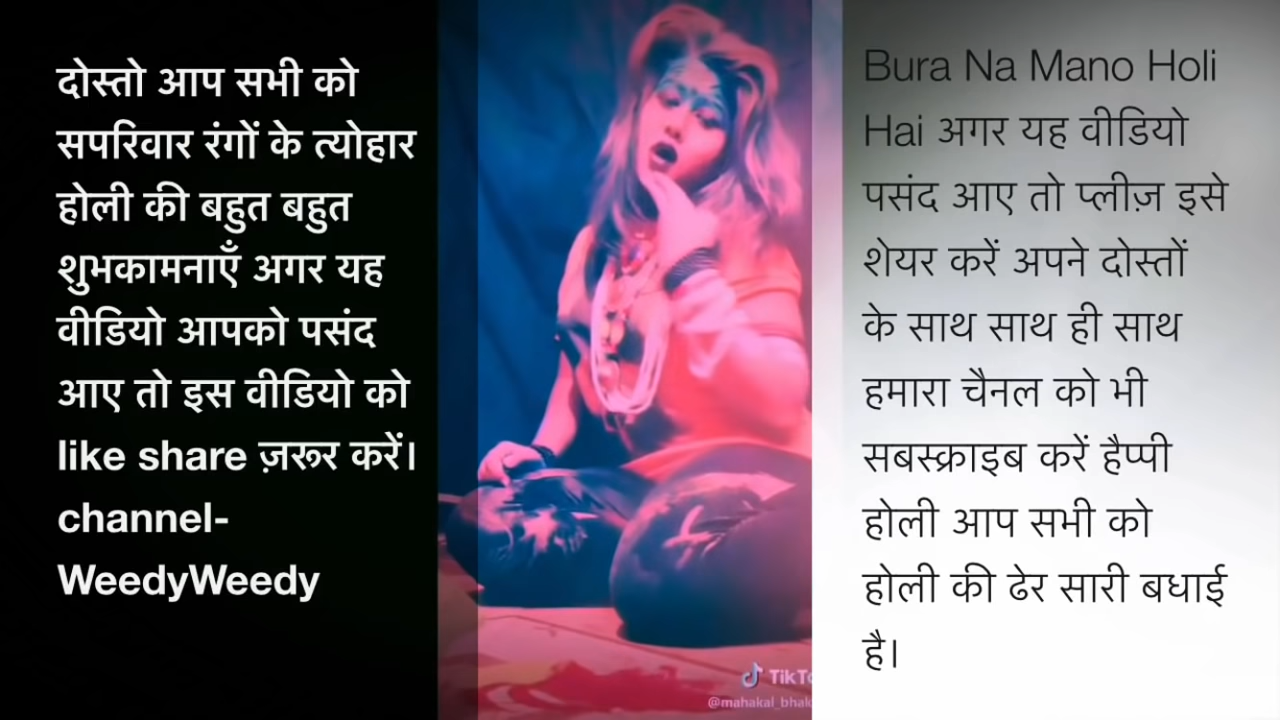 दोस्तो आप सभी को
सपरिवार रंगों के त्योहार
होली की बहुत बहुत
शुभकामनाएँ अगर यह
वीडियो आपको पसंद
आए तो इस वीडियो को
like share ज़रूर करें।
channel-
WeedyWeedy
Bura Na Mano Holi
Hai अगर यह वीडियो
पसंद आए तो प्लीज़ इसे
शेयर करें अपने दोस्तों
के साथ साथ ही साथ
हमारा चैनल को भी
सबस्क्राइब करें हैप्पी
होली आप सभी को
होली की ढेर सारी बधाई
है।